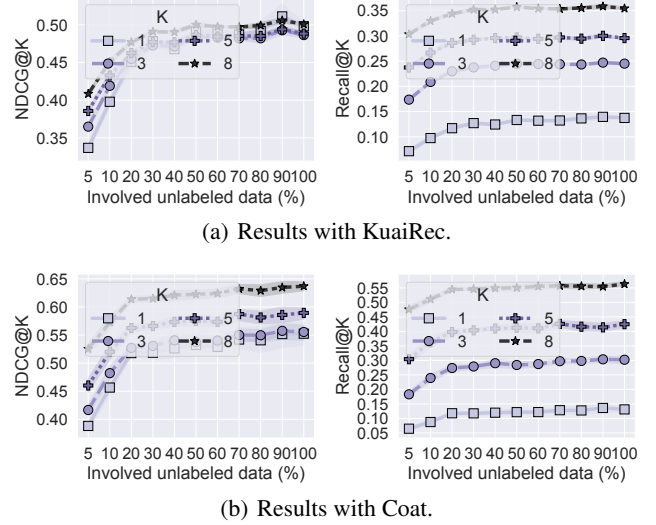 NDCG@K
0.50
0.45
0.40
0.35
K
1 5
3 8
5 10 20 30 40 50 60 70 80 90100
Involved unlabeled data (%)
Recall@K
0.35
0.30
0.25
0.20
0.15
0.10
K
1 5
3 8
5 10 20 30 40 50 60 70 80 90100
Involved unlabeled data (%)
(a) Results with KuaiRec.
NDCG@K
0.65
0.60
0.55
0.50
0.45
0.40
K
1 5
3 8
5 10 20 30 40 50 60 70 80 90100
Involved unlabeled data (%)
Recall@K
0.55
0.50
0.45
0.40
0.35
0.30
0.25
0.20
0.15
0.10
0.05
K
1 5
3 8
5 10 20 30 40 50 60 70 80 90100
Involved unlabeled data (%)
(b) Results with Coat.